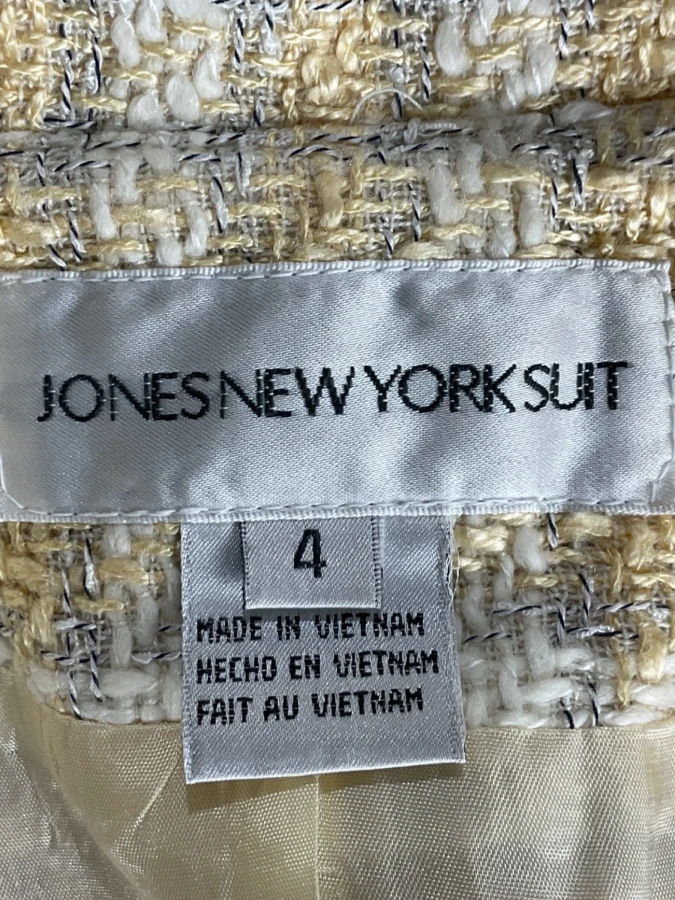 JONES NEW YORK SUIT
4
MADE IN VIETNAM
HECHO EN VIETNAM
FAIT AU VIETNAM